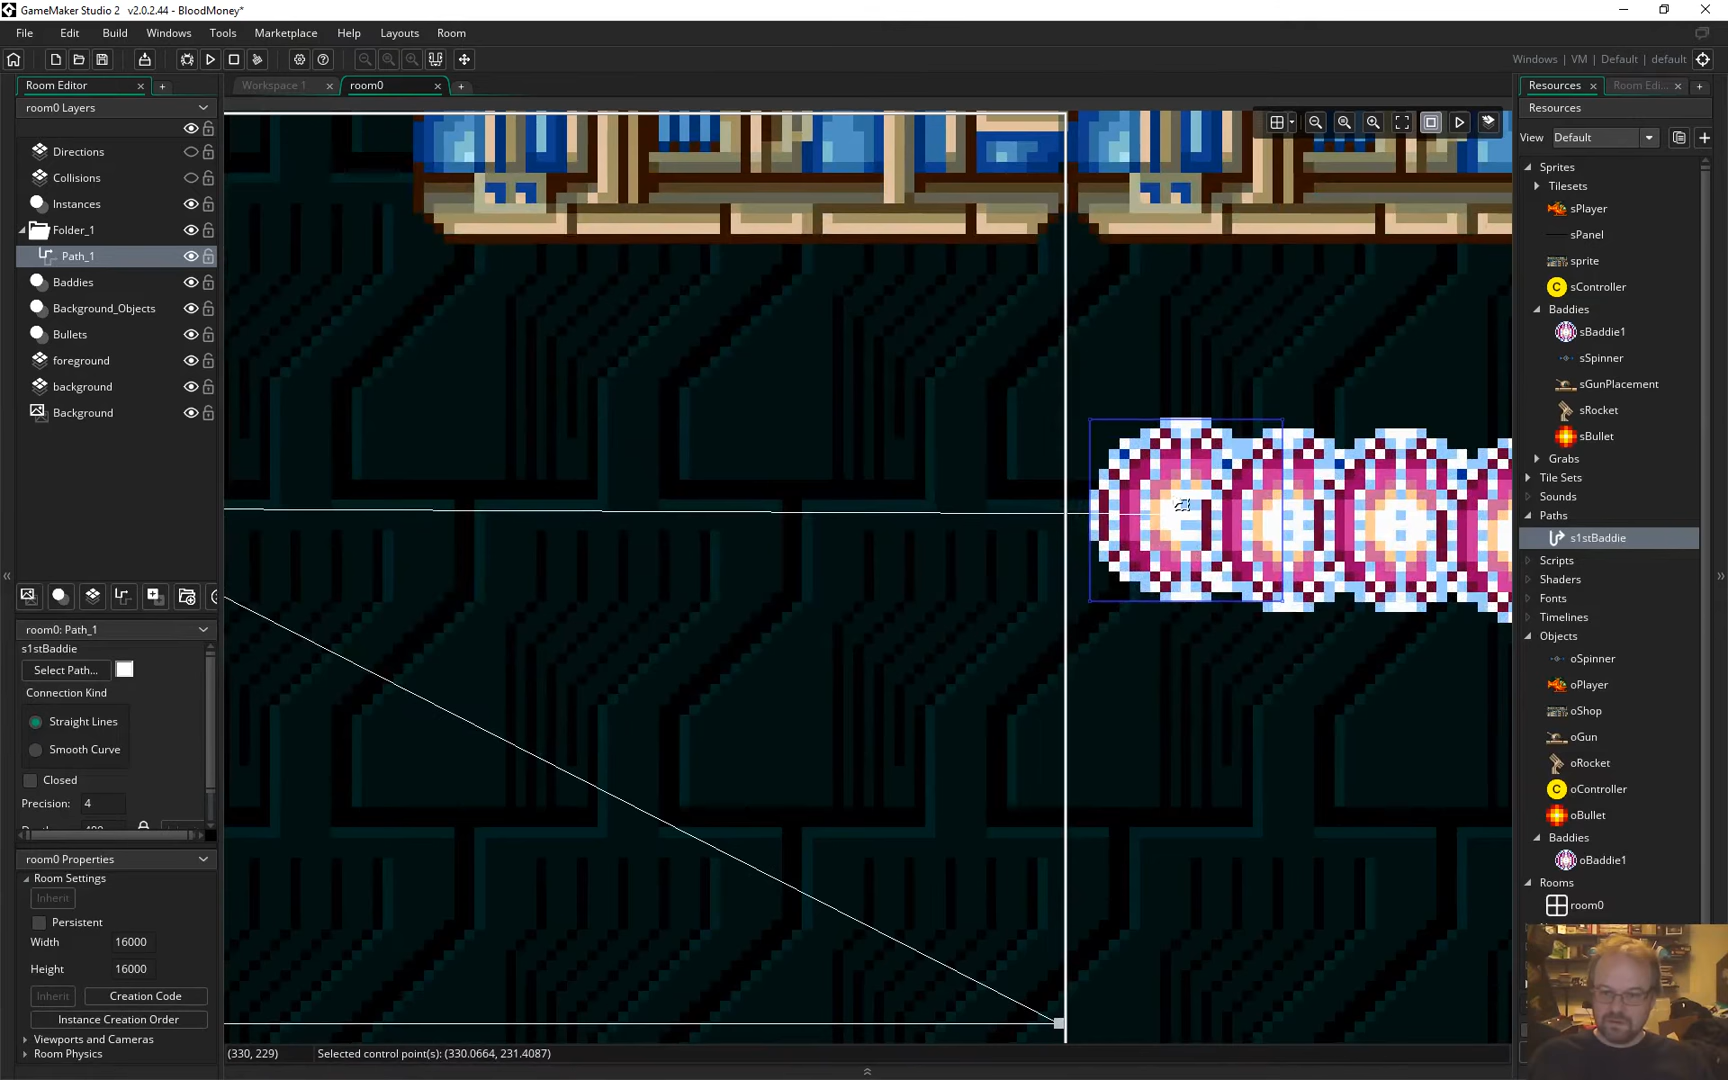 GameMaker Studio 2 v2.0.2.44 - BloodMoney*
File Edit Build Windows Tools Marketplace Help Layouts Room
Windows | VM | Default | default
Room Editor
Workspace 1
room0
Resources
Room Edi...
room0 Layers
Resources
View Default
Directions
Collisions
Instances
Folder_1
Path_1
Baddies
Background_Objects
Bullets
foreground
background
Background
Sprites
Tilesets
sPlayer
sPanel
sprite
sController
Baddies
sBaddie1
sSpinner
sGunPlacement
sRocket
sBullet
Grabs
Tile Sets
Sounds
Paths
s1stBaddie
Scripts
Shaders
Fonts
Timelines
Objects
oSpinner
oPlayer
oShop
oGun
oRocket
oController
oBullet
Baddies
oBaddie1
Rooms
room0
room0: Path_1
s1stBaddie
Select Path...
Connection Kind
Straight Lines
Smooth Curve
Closed
Precision: 4
room0 Properties
Room Settings
Inherit
Persistent
Width 16000
Height 16000
Inherit Creation Code
Instance Creation Order
Viewports and Cameras
Room Physics
(330, 229) Selected control point(s): (330.0664, 231.4087)